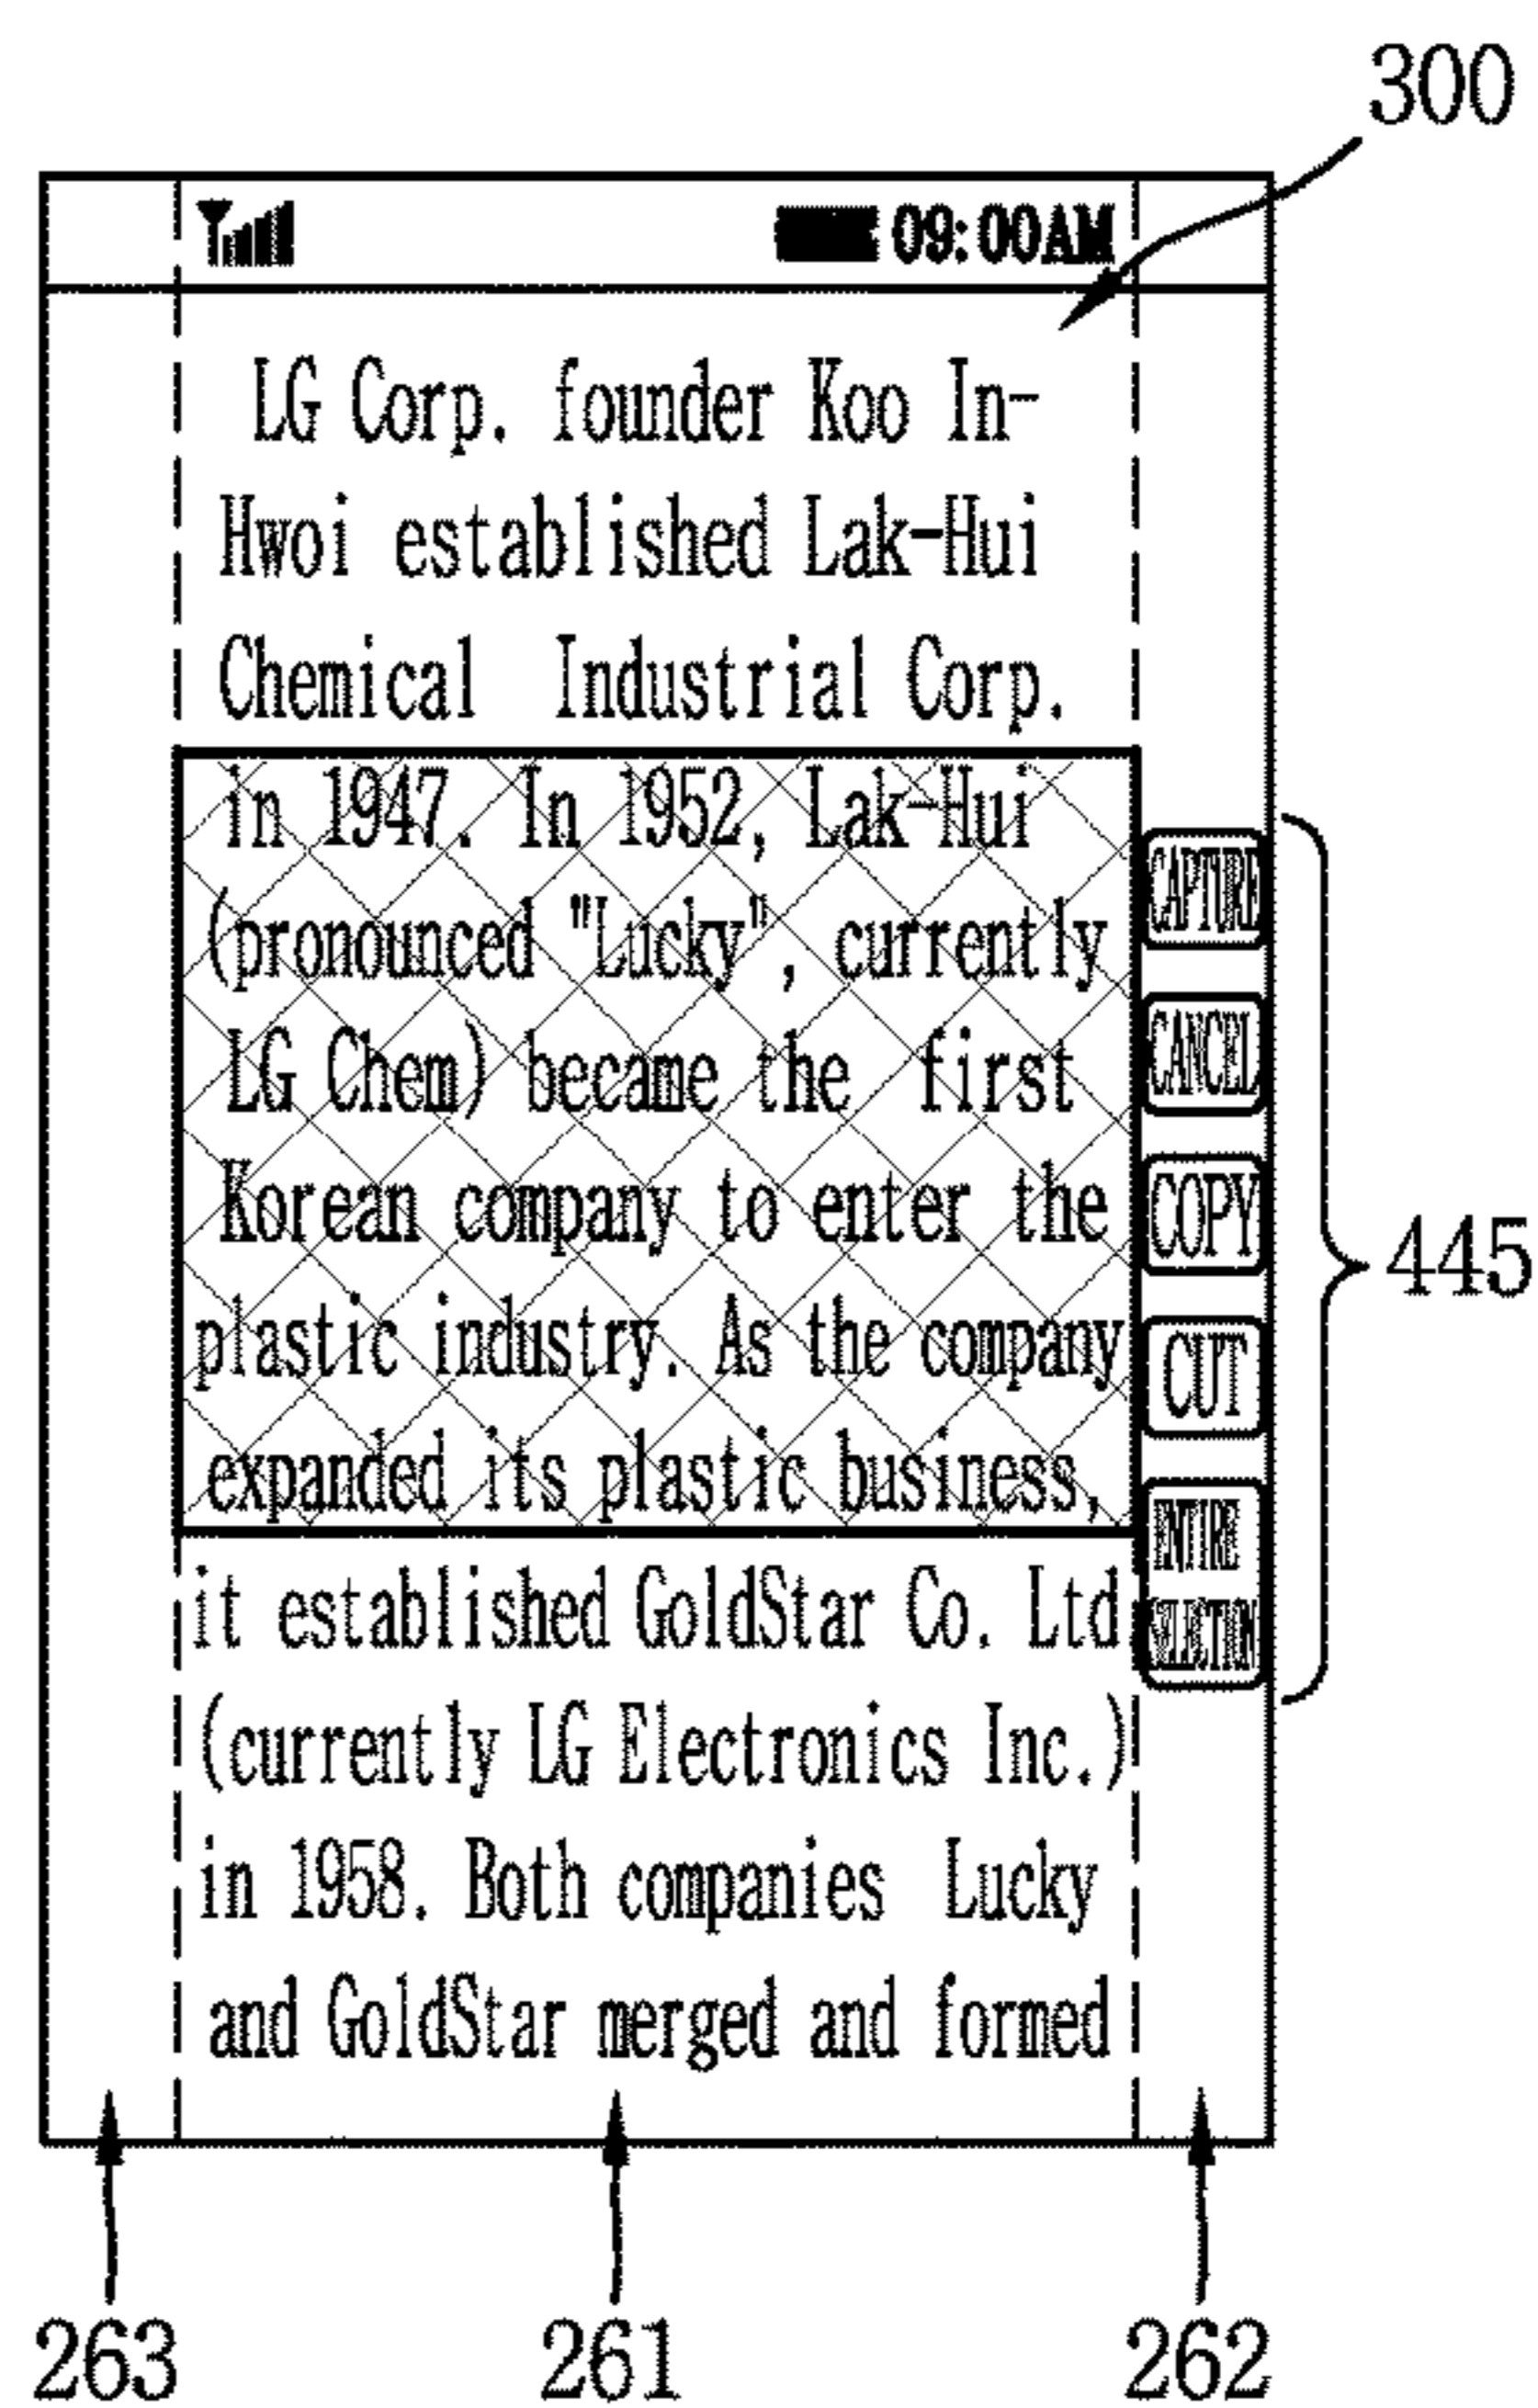 300
09:00AM
LG Corp. founder Koo In-
Hwoi established Lak-Hui
Chemical Industrial Corp.
in 1947. In 1952, Lak-Hui
(pronounced "Lucky", currently
LG Chem) became the first
Korean company to enter the
plastic industry. As the company
expanded its plastic business,
it established GoldStar Co. Ltd
(currently LG Electronics Inc.)
in 1958. Both companies Lucky
and GoldStar merged and formed
CAPTURE
CANCEL
COPY
CUT
ENTIRE
SELECTION
445
263
261
262